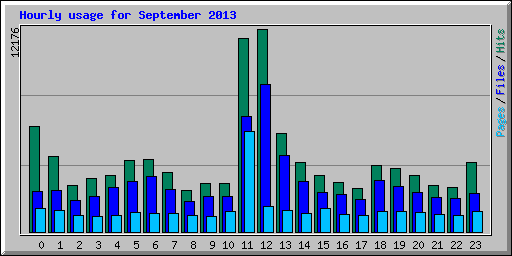 Hourly usage for September 2013
12176
Pages / Files / Hits
0 1 2 3 4 5 6 7 8 9 10 11 12 13 14 15 16 17 18 19 20 21 22 23